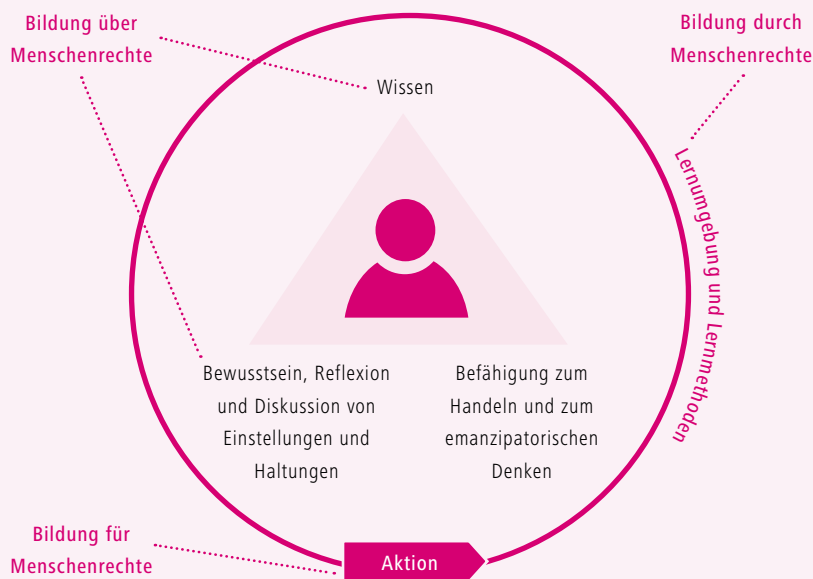 Bildung über
Menschenrechte
Bildung durch
Menschenrechte
Wissen
Lernumgebung und Lernmethoden
Bewusstsein, Reflexion
und Diskussion von
Einstellungen und
Haltungen
Befähigung zum
Handeln und zum
emanzipatorischen
Denken
Bildung für
Menschenrechte
Aktion